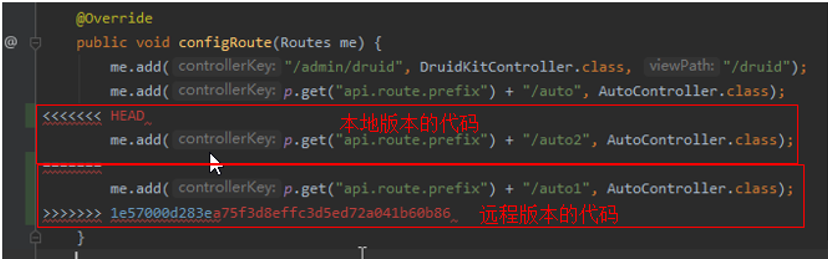 @Override
@ public void configRoute(Routes me) {
me.add( controllerKey: "/admin/druid", DruidKitController.class, viewPath: "/druid");
me.add( controllerKey: p.get("api.route.prefix") + "/auto", AutoController.class);
<<<<<<< HEAD
本地版本的代码
me.add( controllerKey: p.get("api.route.prefix") + "/auto2", AutoController.class);
=======
me.add( controllerKey: p.get("api.route.prefix") + "/auto1", AutoController.class);
>>>>>>> 1e57000d283ea75f3d8effc3d5ed72a041b60b86 远程版本的代码
}